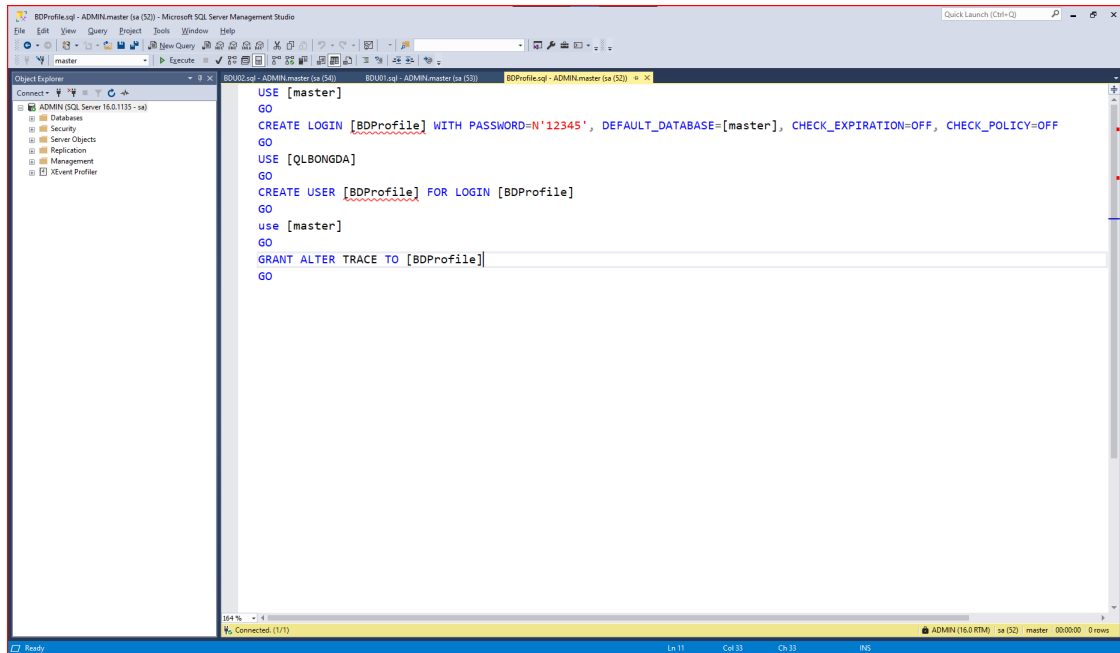 BDProfile.sql - ADMIN.master (sa (52)) - Microsoft SQL Server Management Studio
Quick Launch (Ctrl+Q)
File Edit View Query Project Tools Window Help
New Query
master
Execute
Object Explorer
BDU02.sql - ADMIN.master (sa (54))
BDU01.sql - ADMIN.master (sa (53))
BDProfile.sql - ADMIN.master (sa (52))
Connect
ADMIN (SQL Server 16.0.1135 - sa)
Databases
Security
Server Objects
Replication
Management
XEvent Profiler
USE [master]
GO
CREATE LOGIN [BDProfile] WITH PASSWORD=N'12345', DEFAULT_DATABASE=[master], CHECK_EXPIRATION=OFF, CHECK_POLICY=OFF
GO
USE [QLBONGDA]
GO
CREATE USER [BDProfile] FOR LOGIN [BDProfile]
GO
use [master]
GO
GRANT ALTER TRACE TO [BDProfile]
GO
164 %
Connected. (1/1)
ADMIN (16.0 RTM) sa (52) master 00:00:00 0 rows
Ready Ln 11 Col 33 Ch 33 INS